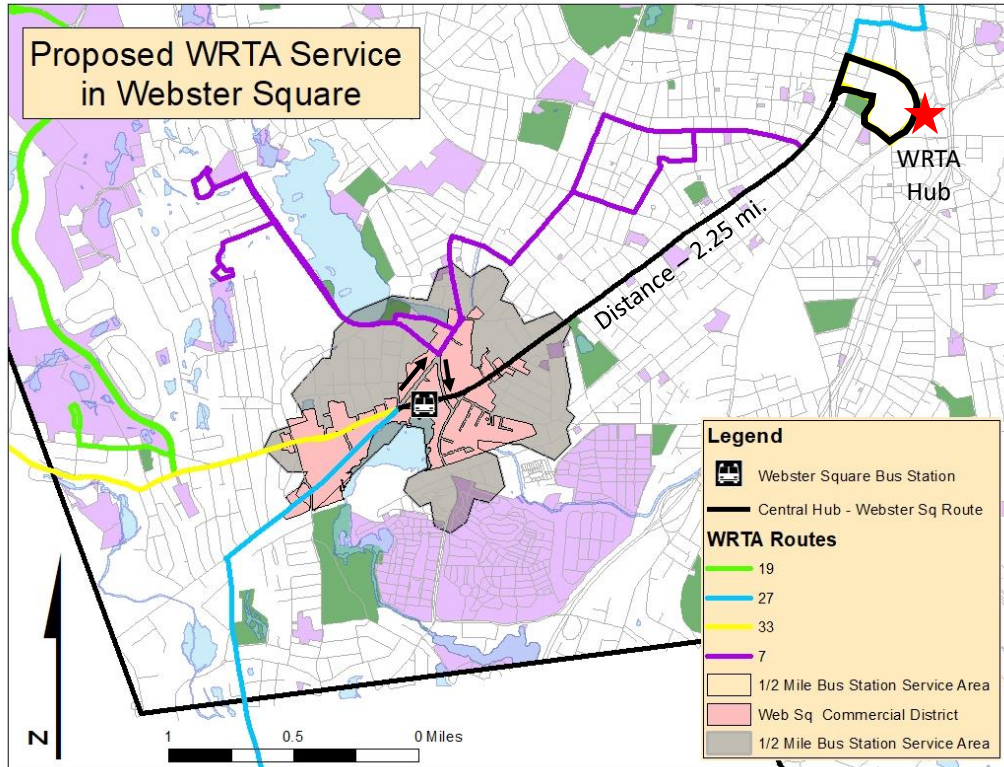 Proposed WRTA Service
in Webster Square
WRTA
Hub
Distance – 2.25 mi.
Legend
Webster Square Bus Station
Central Hub - Webster Sq Route
WRTA Routes
19
27
33
7
1/2 Mile Bus Station Service Area
Web Sq Commercial District
1/2 Mile Bus Station Service Area
N
1 0.5 0 Miles